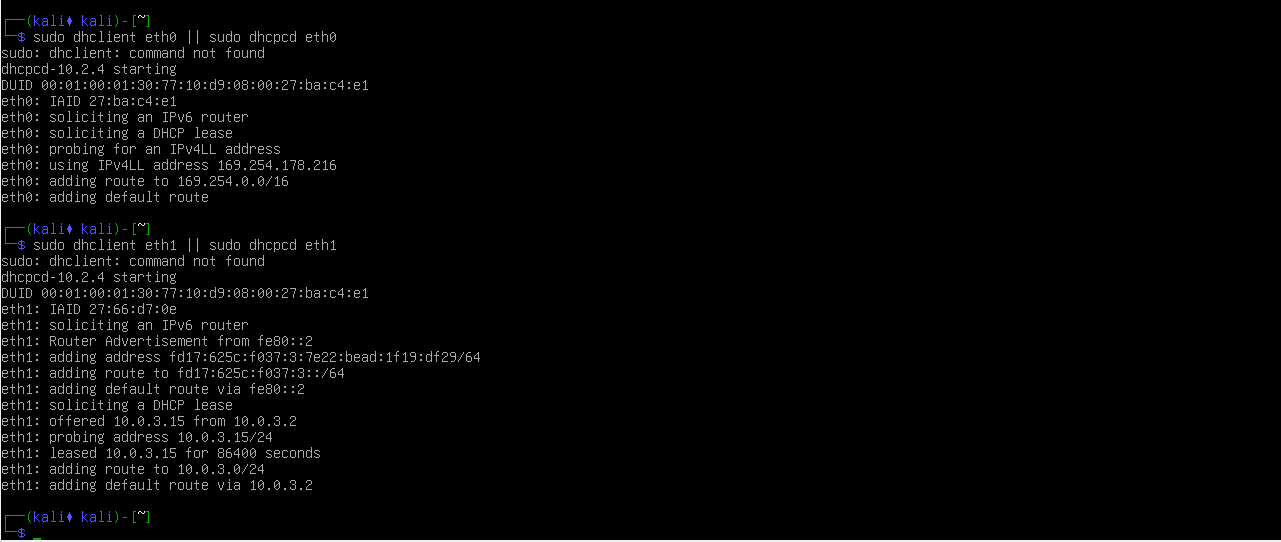 ┌──(kali♦ kali)-[~]
└─$ sudo dhclient eth0 || sudo dhcpcd eth0
sudo: dhclient: command not found
dhcpcd-10.2.4 starting
DUID 00:01:00:01:30:77:10:d9:08:00:27:ba:c4:e1
eth0: IAID 27:ba:c4:e1
eth0: soliciting an IPv6 router
eth0: soliciting a DHCP lease
eth0: probing for an IPv4LL address
eth0: using IPv4LL address 169.254.178.216
eth0: adding route to 169.254.0.0/16
eth0: adding default route
┌──(kali♦ kali)-[~]
└─$ sudo dhclient eth1 || sudo dhcpcd eth1
sudo: dhclient: command not found
dhcpcd-10.2.4 starting
DUID 00:01:00:01:30:77:10:d9:08:00:27:ba:c4:e1
eth1: IAID 27:66:d7:0e
eth1: soliciting an IPv6 router
eth1: Router Advertisement from fe80::2
eth1: adding address fd17:625c:f037:3:7e22:bead:1f19:df29/64
eth1: adding route to fd17:625c:f037:3::/64
eth1: adding default route via fe80::2
eth1: soliciting a DHCP lease
eth1: offered 10.0.3.15 from 10.0.3.2
eth1: probing address 10.0.3.15/24
eth1: leased 10.0.3.15 for 86400 seconds
eth1: adding route to 10.0.3.0/24
eth1: adding default route via 10.0.3.2
┌──(kali♦ kali)-[~]
└─$